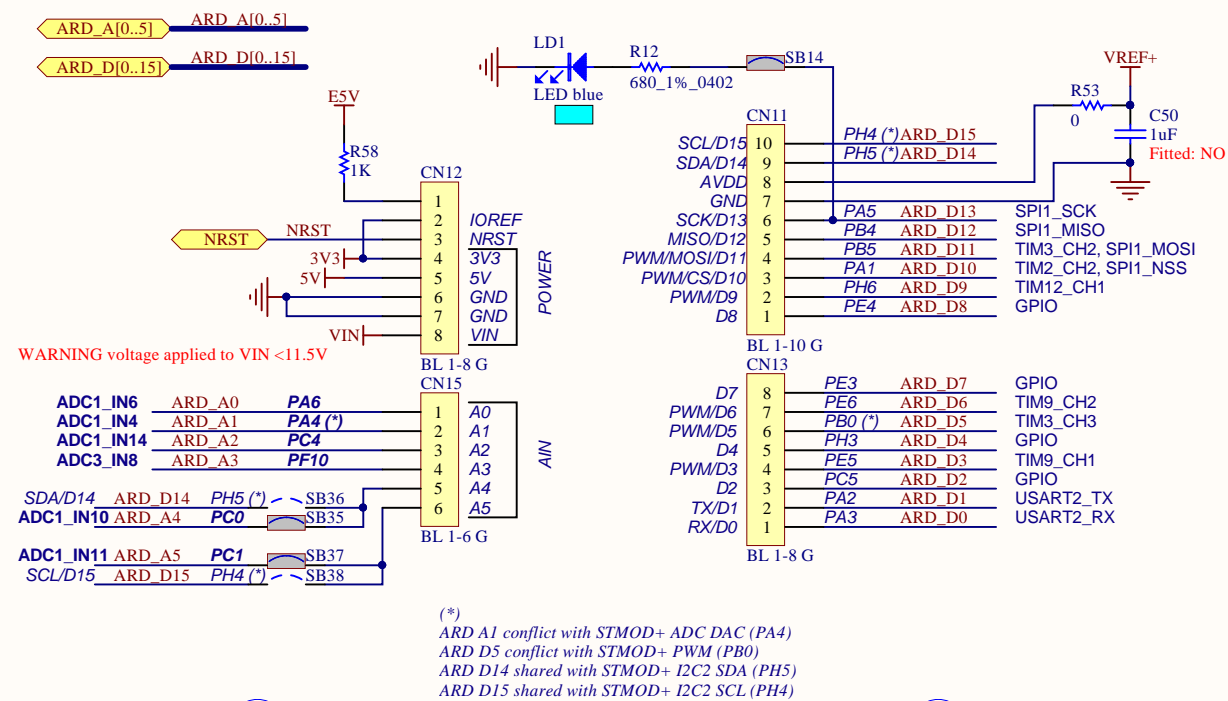 ARD_A[0..5] ARD_A[0..5]
ARD_D[0..15] ARD_D[0..15]
LD1
LED blue
R12
680_1%_0402
SB14
VREF+
R53
0
C50
1uF
Fitted: NO
E5V
R58
1K
CN12
1
2 IOREF
NRST NRST 3 NRST
3V3 4 3V3
5V 5 5V
6 GND
7 GND
VIN 8 VIN
POWER
BL 1-8 G
WARNING voltage applied to VIN <11.5V
CN11
SCL/D15 10 PH4 (*) ARD_D15
SDA/D14 9 PH5 (*) ARD_D14
AVDD 8
GND 7
SCK/D13 6 PA5 ARD_D13 SPI1_SCK
MISO/D12 5 PB4 ARD_D12 SPI1_MISO
PWM/MOSI/D11 4 PB5 ARD_D11 TIM3_CH2, SPI1_MOSI
PWM/CS/D10 3 PA1 ARD_D10 TIM2_CH2, SPI1_NSS
PWM/D9 2 PH6 ARD_D9 TIM12_CH1
D8 1 PE4 ARD_D8 GPIO
BL 1-10 G
CN15
ADC1_IN6 ARD_A0 PA6 1 A0
ADC1_IN4 ARD_A1 PA4 (*) 2 A1
ADC1_IN14 ARD_A2 PC4 3 A2
ADC3_IN8 ARD_A3 PF10 4 A3
5 A4
6 A5
AIN
BL 1-6 G
SDA/D14 ARD_D14 PH5 (*) SB36
ADC1_IN10 ARD_A4 PC0 SB35
ADC1_IN11 ARD_A5 PC1 SB37
SCL/D15 ARD_D15 PH4 (*) SB38
CN13
D7 8 PE3 ARD_D7 GPIO
PWM/D6 7 PE6 ARD_D6 TIM9_CH2
PWM/D5 6 PB0 (*) ARD_D5 TIM3_CH3
D4 5 PH3 ARD_D4 GPIO
PWM/D3 4 PE5 ARD_D3 TIM9_CH1
D2 3 PC5 ARD_D2 GPIO
TX/D1 2 PA2 ARD_D1 USART2_TX
RX/D0 1 PA3 ARD_D0 USART2_RX
BL 1-8 G
(*)
ARD A1 conflict with STMOD+ ADC DAC (PA4)
ARD D5 conflict with STMOD+ PWM (PB0)
ARD D14 shared with STMOD+ I2C2 SDA (PH5)
ARD D15 shared with STMOD+ I2C2 SCL (PH4)